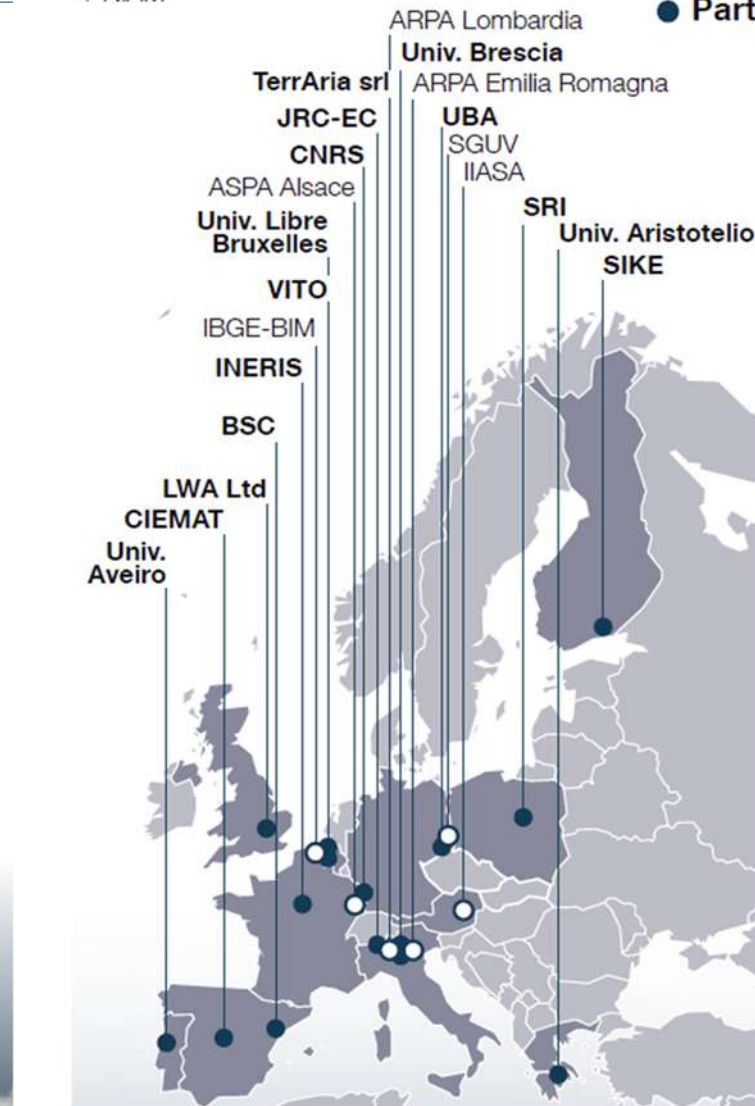 ARPA Lombardia
Part
Univ. Brescia
TerrAria srl
ARPA Emilia Romagna
JRC-EC
UBA
CNRS
SGUV
IIASA
ASPA Alsace
SRI
Univ. Libre
Bruxelles
Univ. Aristotelio
SIKE
VITO
IBGE-BIM
INERIS
BSC
LWA Ltd
CIEMAT
Univ.
Aveiro